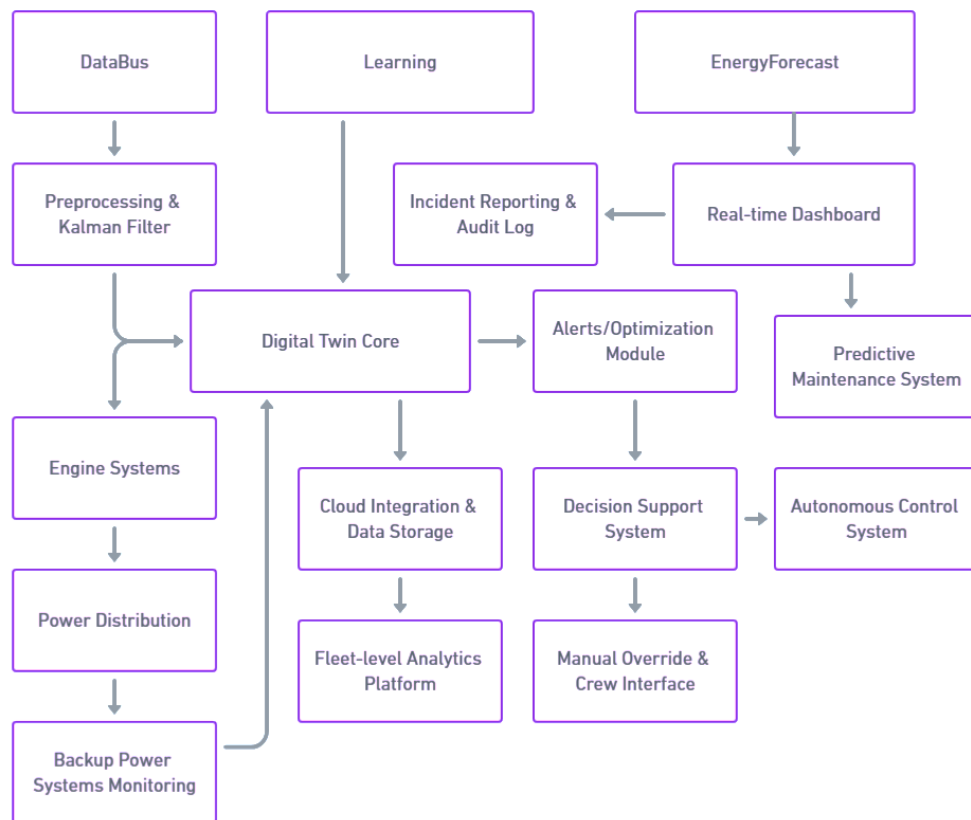 DataBus
Learning
EnergyForecast
Preprocessing &
Kalman Filter
Incident Reporting &
Audit Log
Real-time Dashboard
Digital Twin Core
Alerts/Optimization
Module
Predictive
Maintenance System
Engine Systems
Cloud Integration &
Data Storage
Decision Support
System
Autonomous Control
System
Power Distribution
Fleet-level Analytics
Platform
Manual Override &
Crew Interface
Backup Power
Systems Monitoring